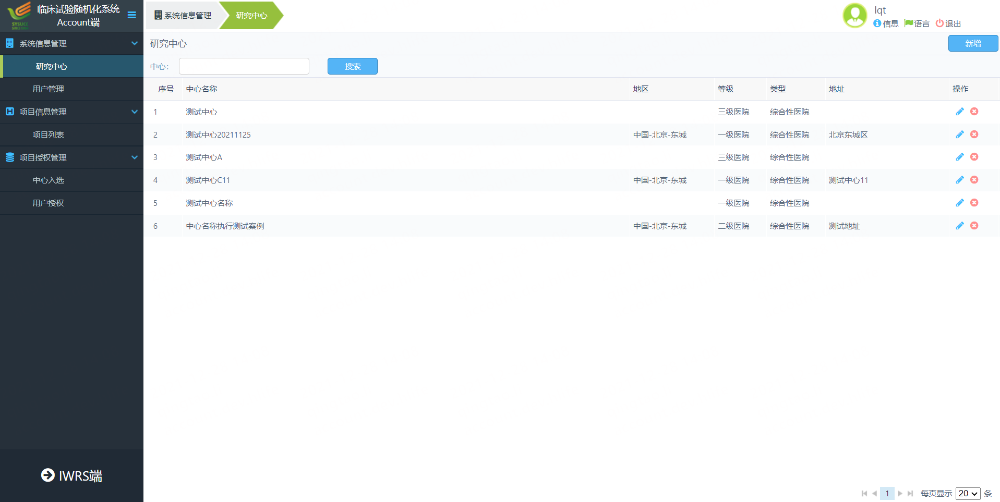 临床试验随机化系统
Account端
SYSUCC
系统信息管理
研究中心
lqt
信息 语言 退出
系统信息管理
研究中心
用户管理
项目信息管理
项目列表
项目授权管理
中心入选
用户授权
IWRS端
研究中心
新增
中心：
搜索
序号 中心名称 地区 等级 类型 地址 操作
1 测试中心 三级医院 综合性医院
2 测试中心20211125 中国-北京-东城 一级医院 综合性医院 北京东城区
3 测试中心A 三级医院 综合性医院
4 测试中心C11 中国-北京-东城 一级医院 综合性医院 测试中心11
5 测试中心名称 一级医院 综合性医院
6 中心名称执行测试案例 中国-北京-东城 二级医院 综合性医院 测试地址
1 每页显示 20 条